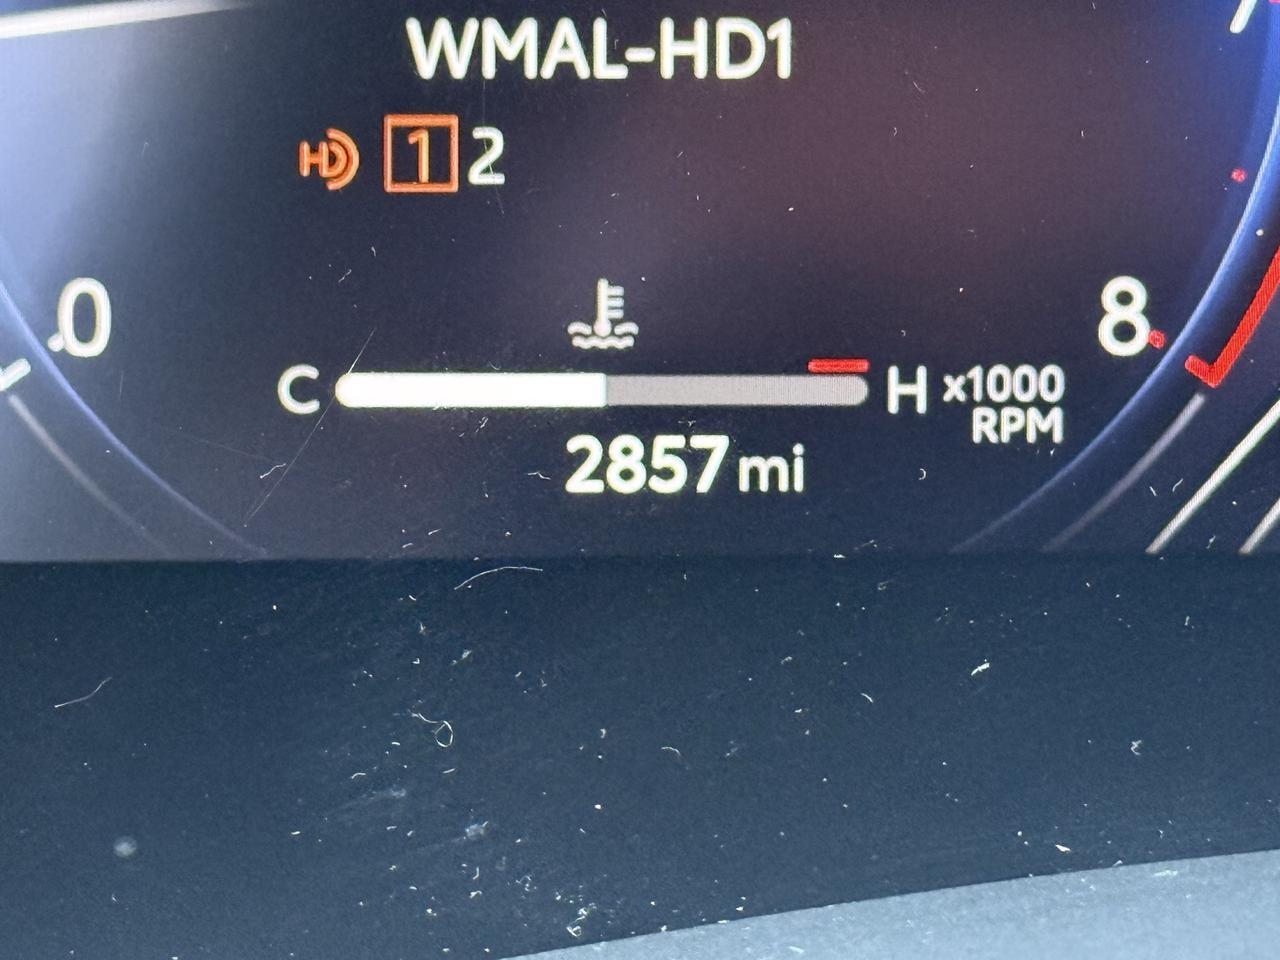 WMAL-HD1
HD 1 2
0
8
C H x1000
RPM
2857 mi